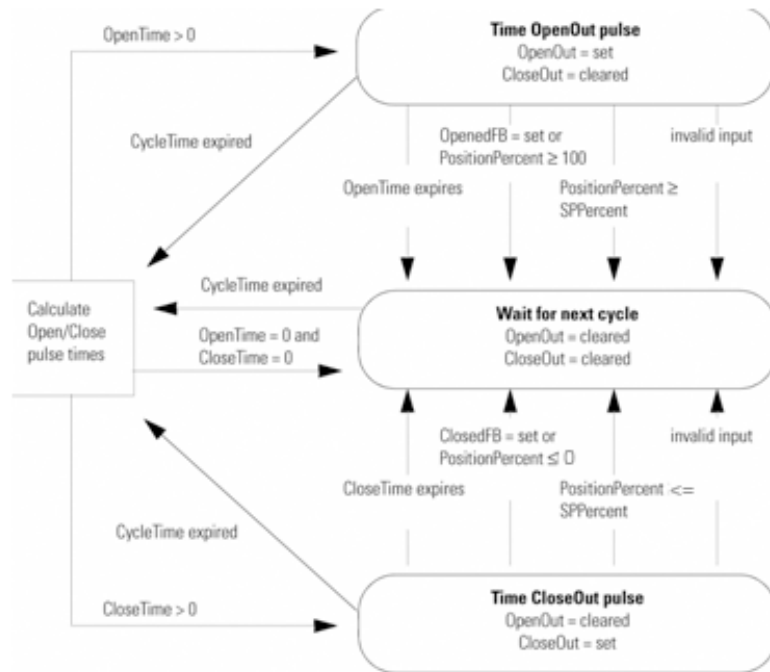 OpenTime > 0
Time OpenOut pulse
OpenOut = set
CloseOut = cleared
CycleTime expired
OpenedFB = set or
PositionPercent ≥ 100
invalid input
OpenTime expires
PositionPercent ≥
SPPercent
CycleTime expired
Calculate
Open/Close
pulse times
OpenTime = 0 and
CloseTime = 0
Wait for next cycle
OpenOut = cleared
CloseOut = cleared
ClosedFB = set or
PositionPercent ≤ 0
invalid input
CloseTime expires
PositionPercent <=
SPPercent
CycleTime expired
CloseTime > 0
Time CloseOut pulse
OpenOut = cleared
CloseOut = set